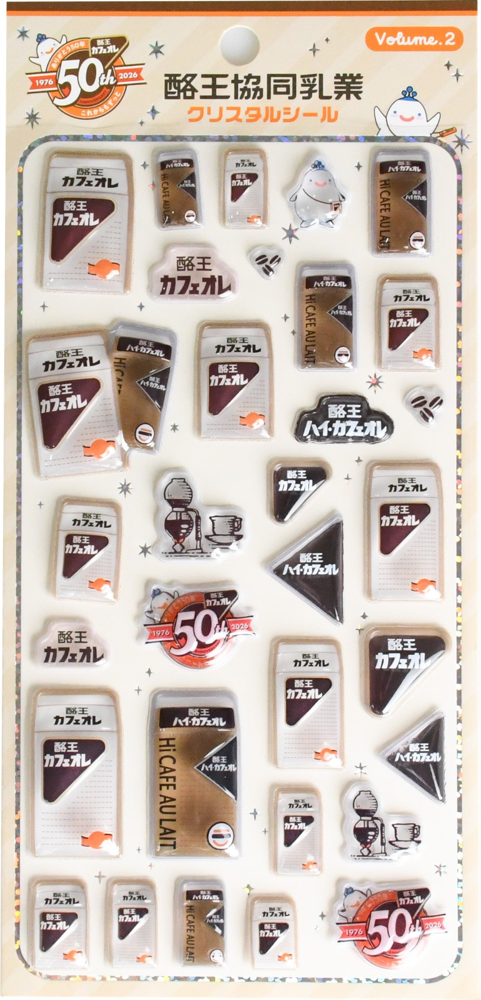 Volume.2
ありがとう50年
酪王
カフェオレ
1976
50th
2026
ANNIVERSARY
これからもずっと
酪王協同乳業
クリスタルシール
酪王
カフェオレ
酪王
カフェオレ
酪王
ハイ・カフェオレ
Hi CAFE AU LAIT
酪王
ハイ・カフェオレ
酪王
カフェオレ
酪王
カフェオレ
酪王
ハイ・カフェオレ
Hi CAFE AU LAIT
酪王
ハイ・カフェオレ
酪王
カフェオレ
酪王
ハイ・カフェオレ
Hi CAFE AU LAIT
酪王
ハイ・カフェオレ
酪王
カフェオレ
酪王
カフェオレ
酪王
カフェオレ
酪王
カフェオレ
酪王
ハイ・カフェオレ
Hi CAFE
酪王
ハイ・カフェオレ
酪王
カフェオレ
酪王
カフェオレ
酪王
ハイ・カフェオレ
酪王
カフェオレ
酪王
カフェオレ
酪王
カフェオレ
酪王
カフェオレ
酪王
カフェオレ
酪王
ハイ・カフェオレ
酪王
カフェオレ
1976
50th
2026
ANNIVERSARY
酪王
カフェオレ
酪王
カフェオレ
酪王
カフェオレ
酪王
カフェオレ
酪王
カフェオレ
酪王
カフェオレ
酪王
ハイ・カフェオレ
Hi CAFE AU LAIT
酪王
ハイ・カフェオレ
酪王
ハイ・カフェオレ
酪王
カフェオレ
酪王
カフェオレ
酪王
カフェオレ
酪王
カフェオレ
酪王
カフェオレ
酪王
カフェオレ
酪王
ハイ・カフェオレ
Hi CAFE AU LAIT
酪王
ハイ・カフェオレ
酪王
カフェオレ
酪王
カフェオレ
酪王
カフェオレ
1976
50th
2026